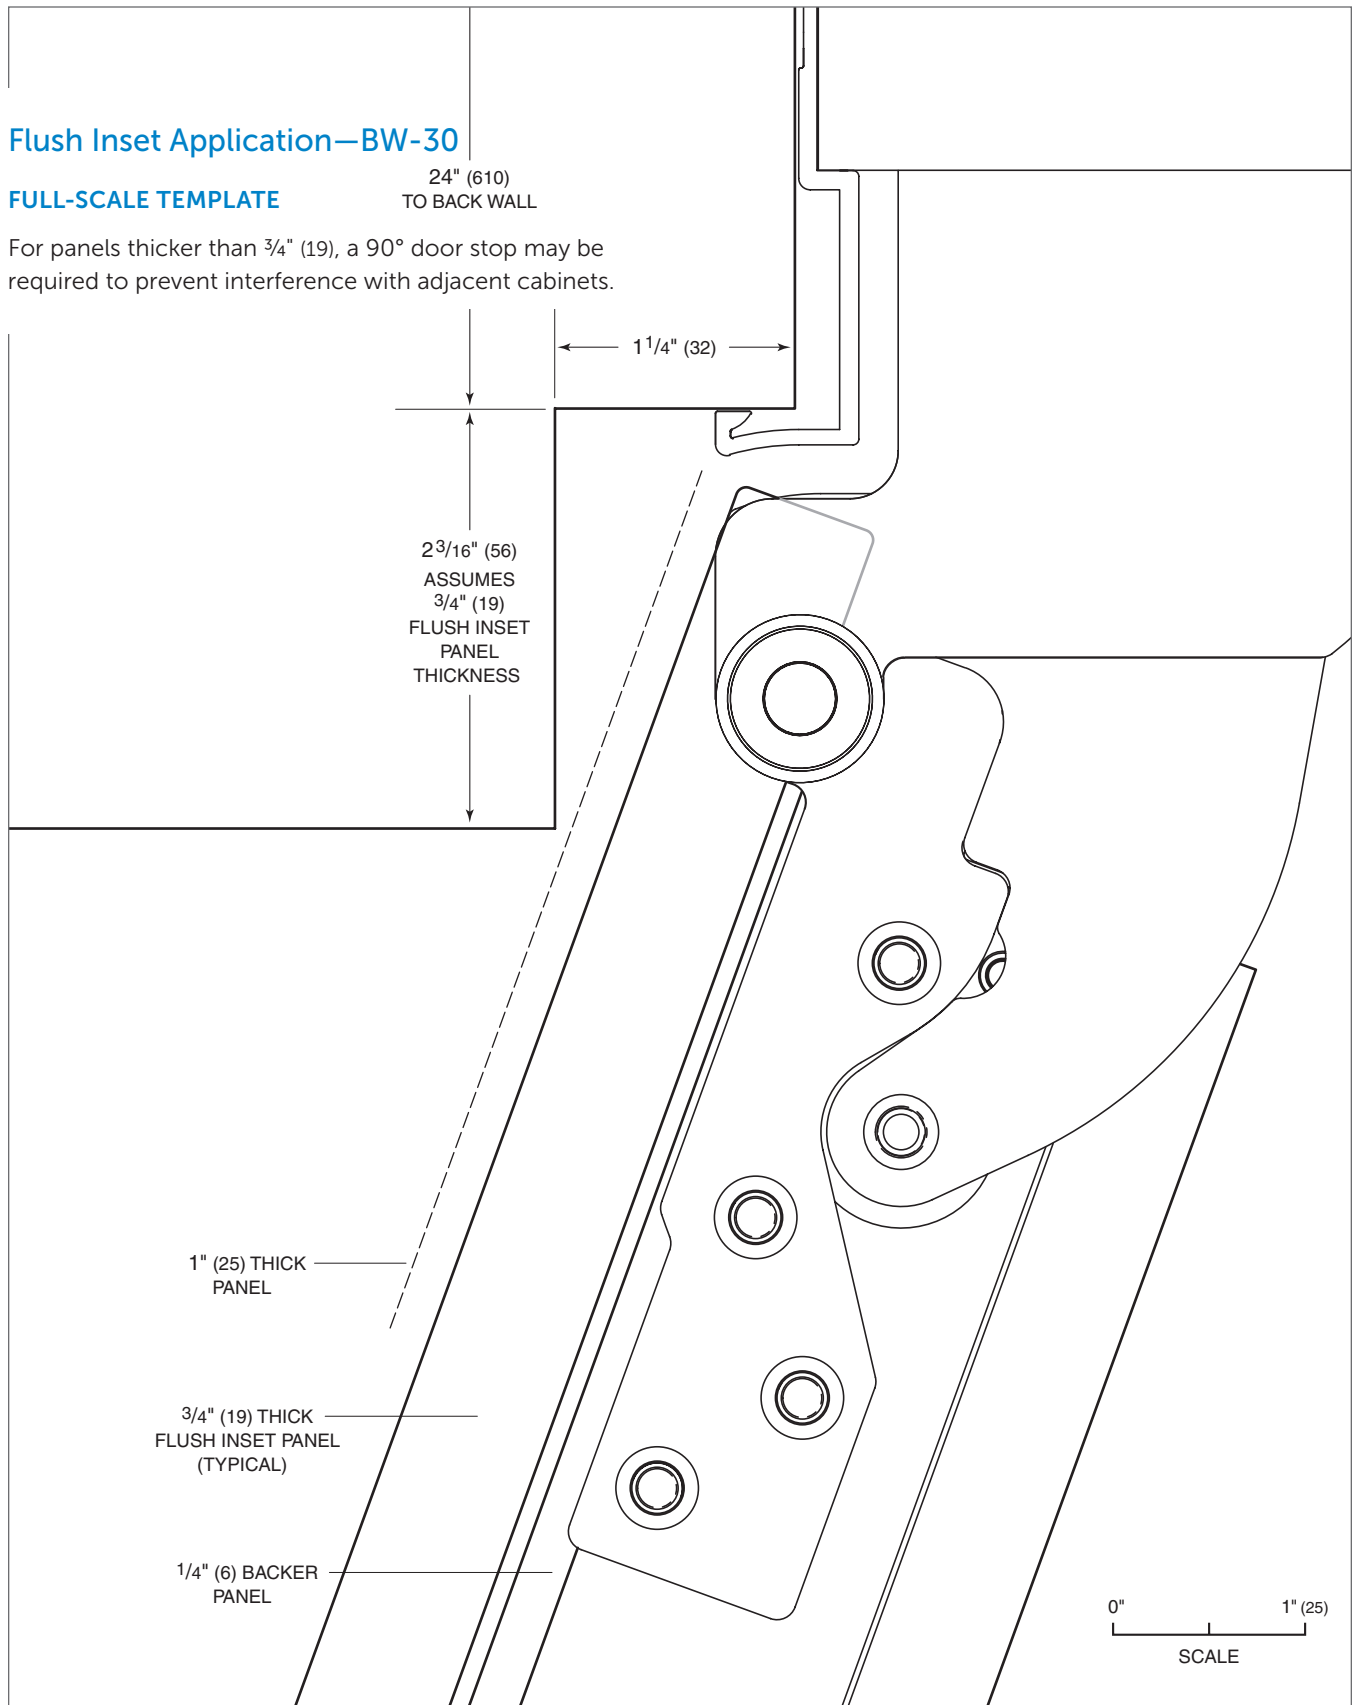 Flush Inset Application—BW-30
FULL-SCALE TEMPLATE
24" (610)
TO BACK WALL
For panels thicker than 3/4" (19), a 90° door stop may be
required to prevent interference with adjacent cabinets.
1 1/4" (32)
2 3/16" (56)
ASSUMES
3/4" (19)
FLUSH INSET
PANEL
THICKNESS
1" (25) THICK
PANEL
3/4" (19) THICK
FLUSH INSET PANEL
(TYPICAL)
1/4" (6) BACKER
PANEL
0" 1" (25)
SCALE